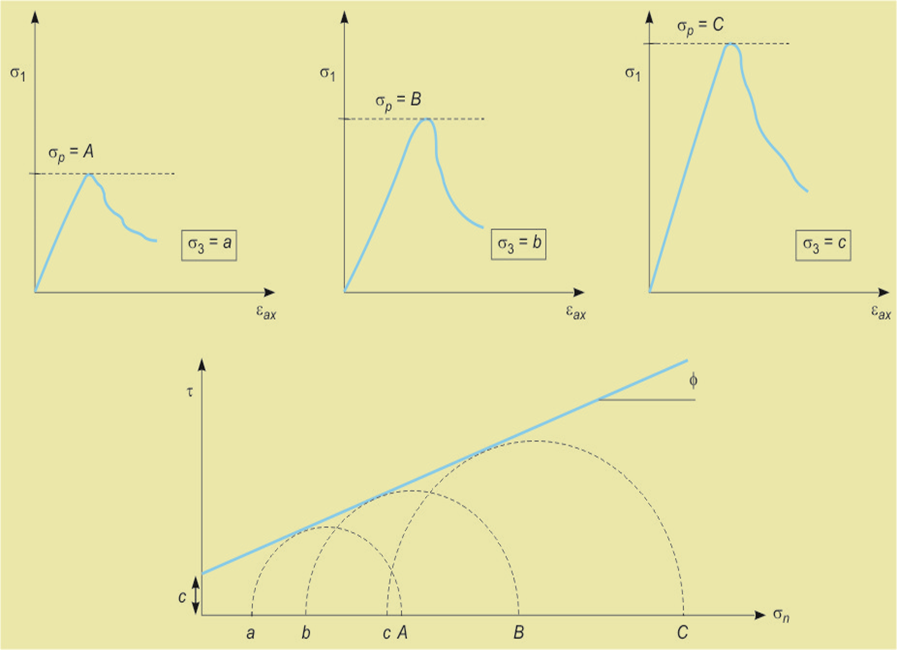 σp = C
σp = B
σp = A
σ1
σ1
σ1
σ3 = a
σ3 = b
σ3 = c
εax
εax
εax
τ
ϕ
c
σn
a
b
c
A
B
C